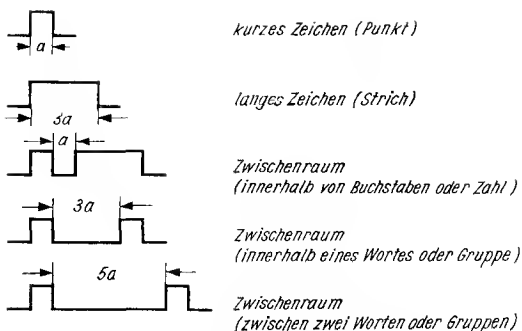 kurzes Zeichen (Punkt)
a
langes Zeichen (Strich)
3a
a
Zwischenraum
(innerhalb von Buchstaben oder Zahl)
3a
Zwischenraum
(innerhalb eines Wortes oder Gruppe)
5a
Zwischenraum
(zwischen zwei Worten oder Gruppen)